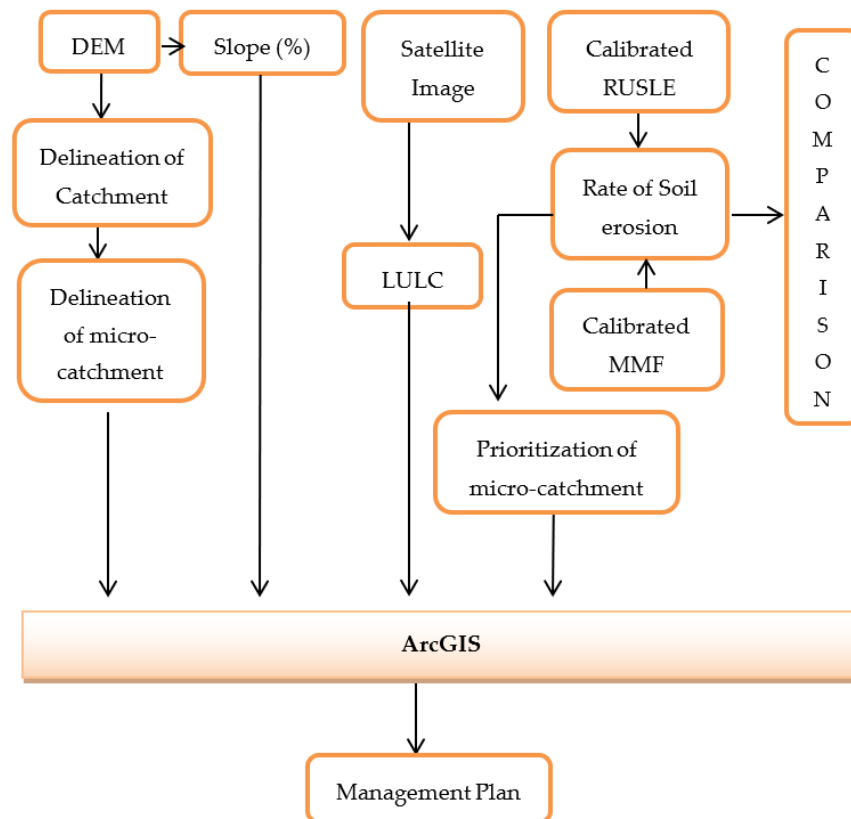 DEM
Slope (%)
Satellite
Image
Calibrated
RUSLE
C
O
M
P
A
R
I
S
O
N
Delineation of
Catchment
Rate of Soil
erosion
LULC
Delineation
of micro-
catchment
Calibrated
MMF
Prioritization of
micro-catchment
ArcGIS
Management Plan